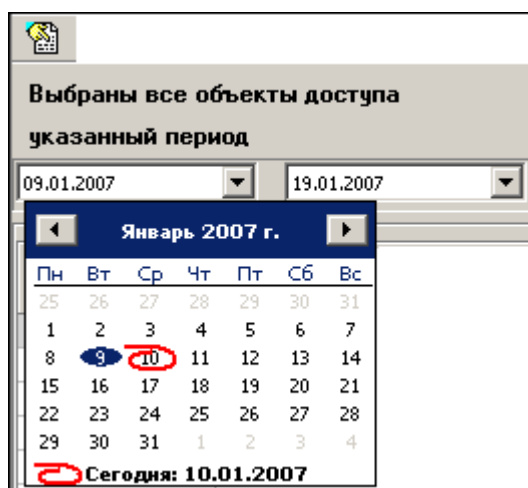 Выбраны все объекты доступа
указанный период
09.01.2007 19.01.2007
Январь 2007 г.
Пн Вт Ср Чт Пт Сб Вс
25 26 27 28 29 30 31
1 2 3 4 5 6 7
8 9 10 11 12 13 14
15 16 17 18 19 20 21
22 23 24 25 26 27 28
29 30 31 1 2 3 4
Сегодня: 10.01.2007